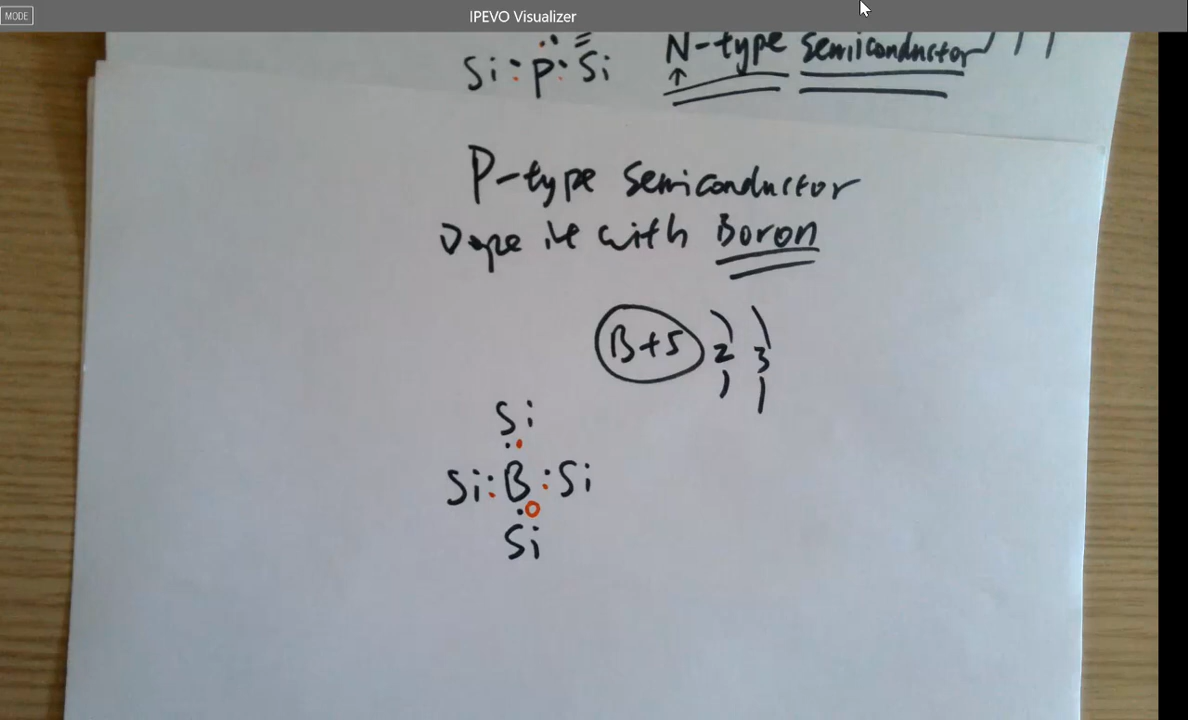 MODE
IPEVO Visualizer
Si : P : Si
N-type semiconductor
P-type semiconductor
Dope it with Boron
B+5 2 3
Si
Si : B : Si
Si